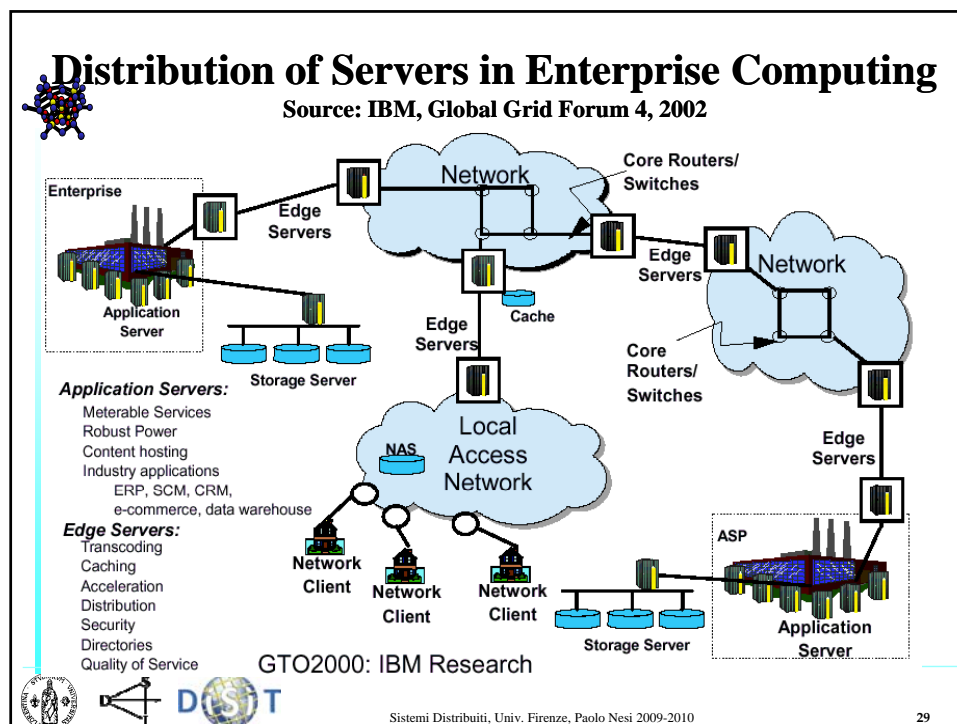 Distribution of Servers in Enterprise Computing
Source: IBM, Global Grid Forum 4, 2002
Enterprise
Application
Server
Edge
Servers
Network
Core Routers/
Switches
Edge
Servers
Network
Cache
Edge
Servers
Core
Routers/
Switches
Storage Server
Application Servers:
Meterable Services
Robust Power
Content hosting
Industry applications
ERP, SCM, CRM,
e-commerce, data warehouse
Edge Servers:
Transcoding
Caching
Acceleration
Distribution
Security
Directories
Quality of Service
NAS
Local
Access
Network
Network
Client
Network
Client
Network
Client
Edge
Servers
ASP
Application
Server
Storage Server
GTO2000: IBM Research
D S I
DISIT
Sistemi Distribuiti, Univ. Firenze, Paolo Nesi 2009-2010
29